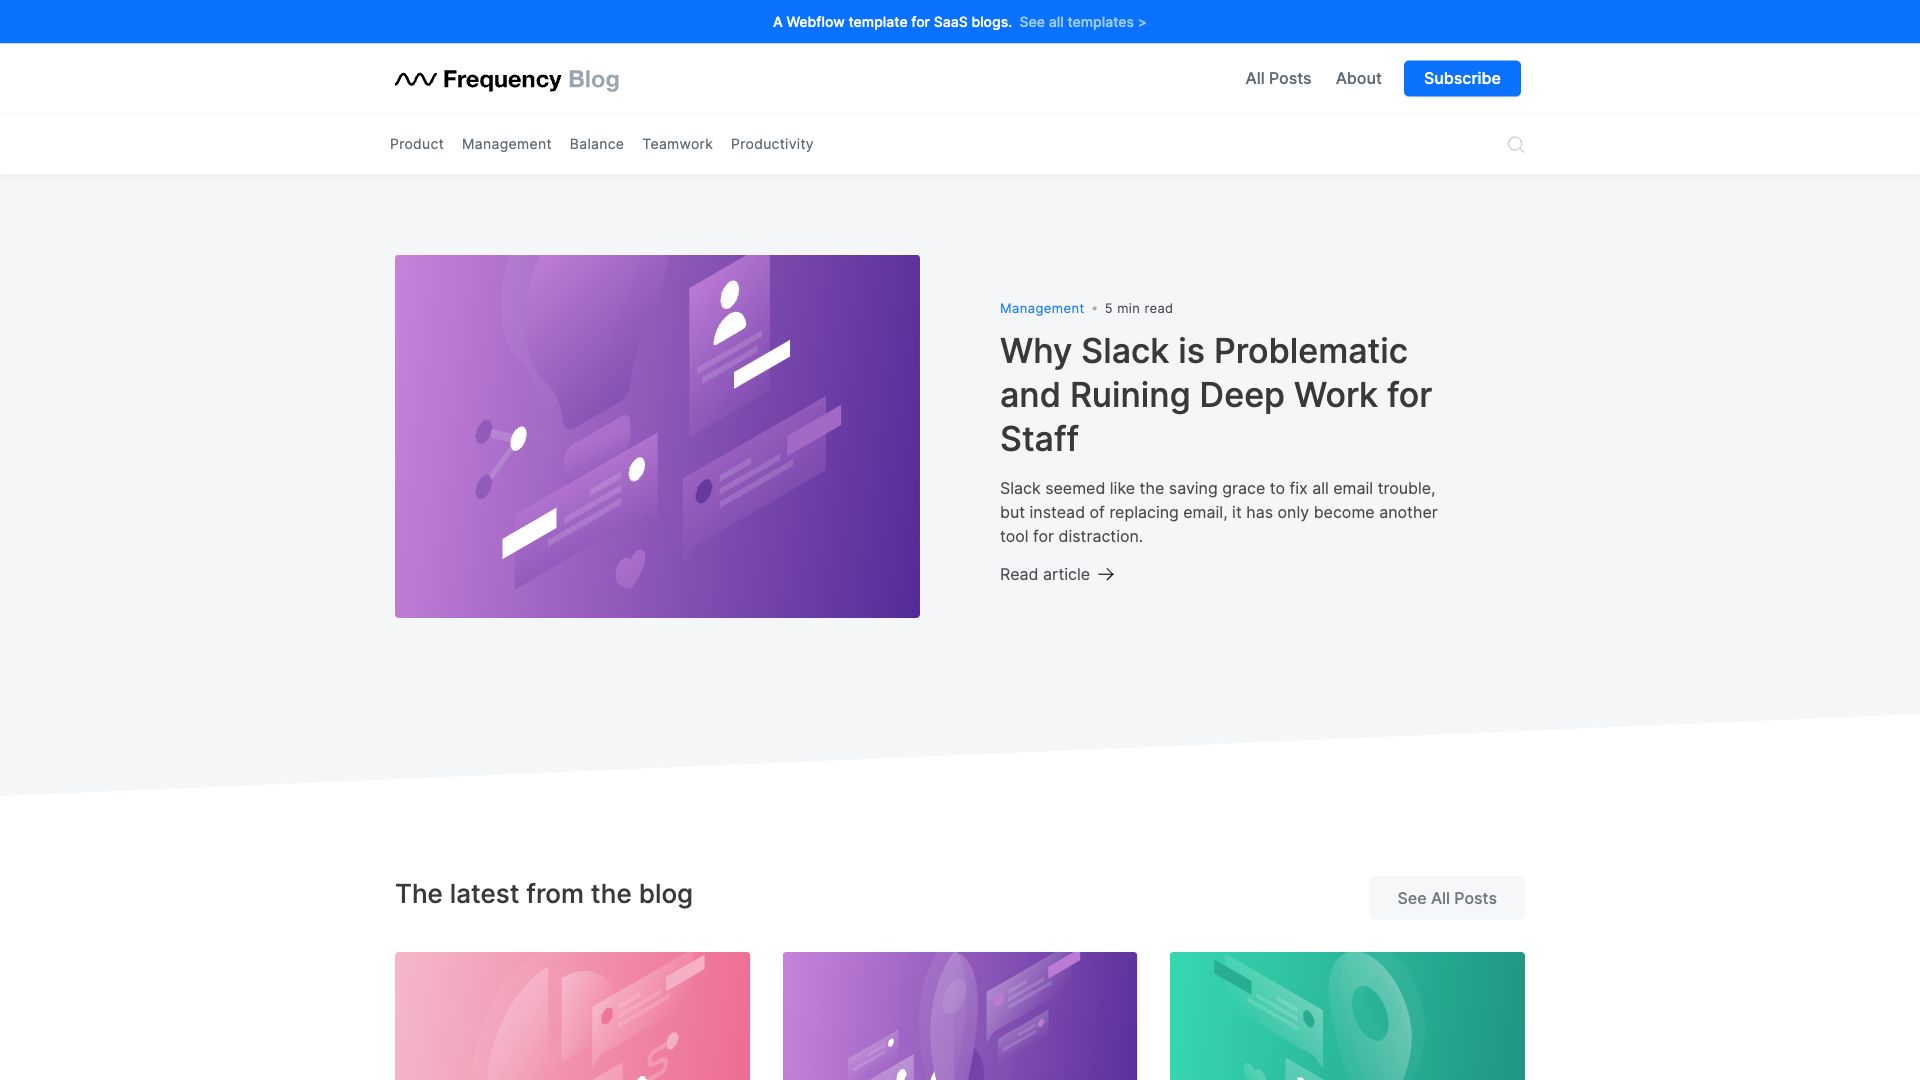 A Webflow template for SaaS blogs. See all templates >
Frequency Blog
All Posts
About
Subscribe
Product
Management
Balance
Teamwork
Productivity
Management • 5 min read
Why Slack is Problematic
and Ruining Deep Work for
Staff
Slack seemed like the saving grace to fix all email trouble,
but instead of replacing email, it has only become another
tool for distraction.
Read article
The latest from the blog
See All Posts